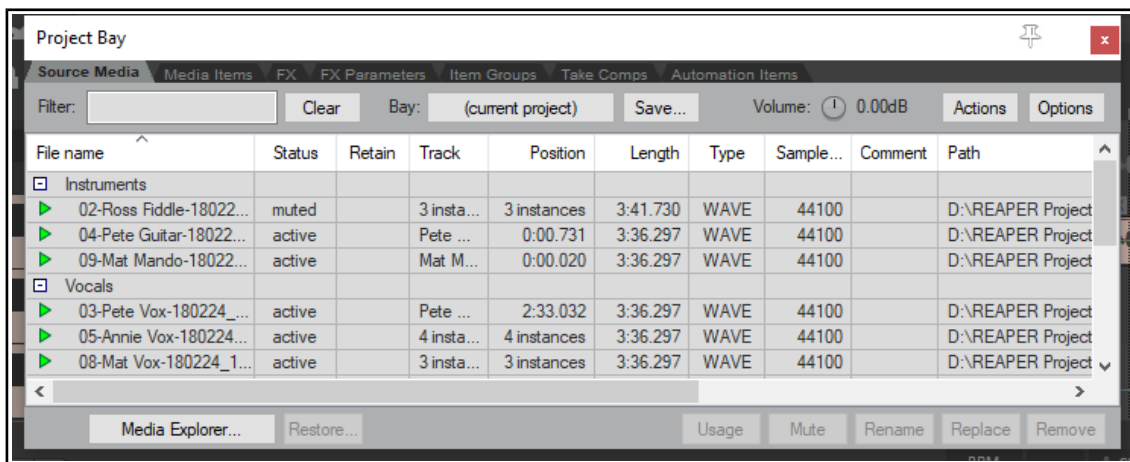 Project Bay
x
Source Media Media Items FX FX Parameters Item Groups Take Comps Automation Items
Filter: Clear Bay: (current project) Save... Volume: 0.00dB Actions Options
File name Status Retain Track Position Length Type Sample... Comment Path
Instruments
02-Ross Fiddle-18022... muted 3 insta... 3 instances 3:41.730 WAVE 44100 D:\REAPER Project
04-Pete Guitar-18022... active Pete ... 0:00.731 3:36.297 WAVE 44100 D:\REAPER Project
09-Mat Mando-18022... active Mat M... 0:00.020 3:36.297 WAVE 44100 D:\REAPER Project
Vocals
03-Pete Vox-180224_... active Pete ... 2:33.032 3:36.297 WAVE 44100 D:\REAPER Project
05-Annie Vox-180224... active 4 insta... 4 instances 3:36.297 WAVE 44100 D:\REAPER Project
08-Mat Vox-180224_1... active 3 insta... 3 instances 3:36.297 WAVE 44100 D:\REAPER Project
Media Explorer... Restore... Usage Mute Rename Replace Remove